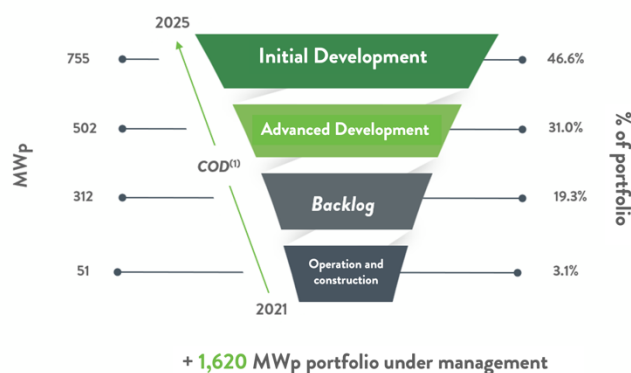 2025
755 Initial Development 46.6%
502 Advanced Development 31.0%
MWp
COD(1)
% of portfolio
312 Backlog 19.3%
51 Operation and
construction 3.1%
2021
+ 1,620 MWp portfolio under management